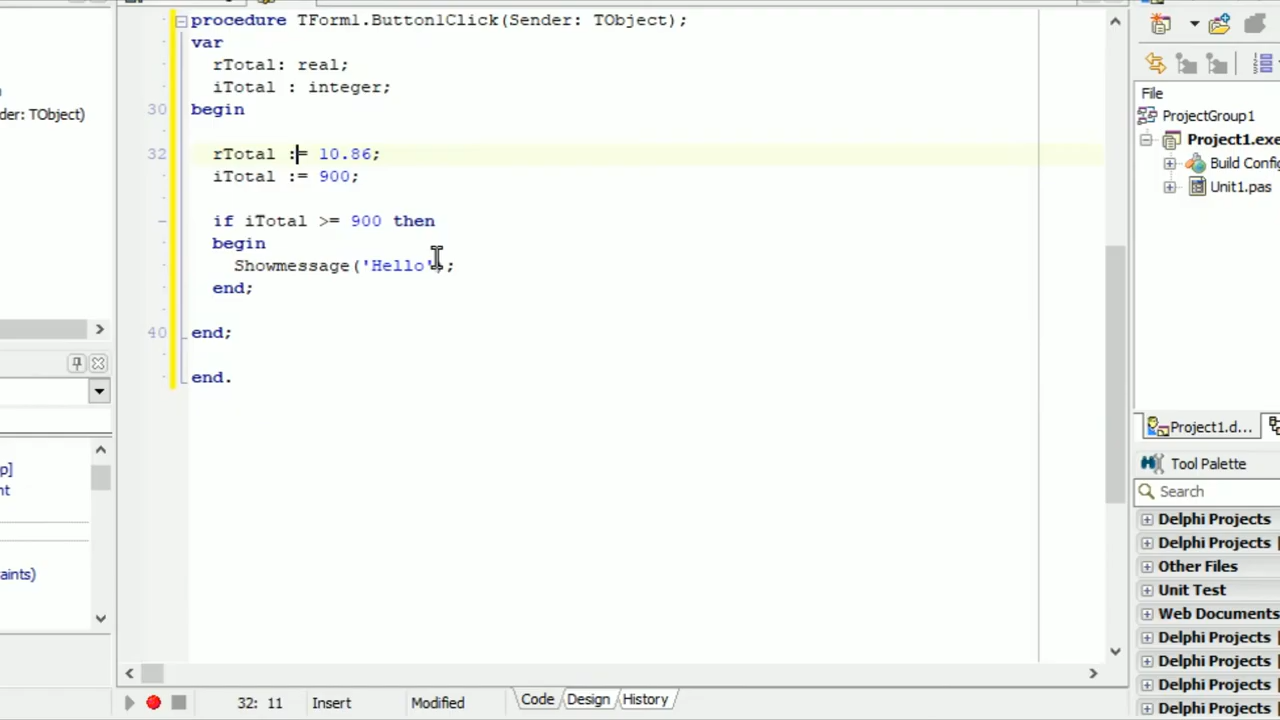 procedure TForm1.Button1Click(Sender: TObject);
var
rTotal: real;
iTotal : integer;
30 begin
32 rTotal := 10.86;
iTotal := 900;
if iTotal >= 900 then
begin
Showmessage('Hello');
end;
40 end;
end.
der: TObject)
p]
nt
aints)
32: 11
Insert
Modified
Code
Design
History
File
ProjectGroup1
Project1.exe
Build Config
Unit1.pas
Project1.d...
Tool Palette
Search
Delphi Projects
Delphi Projects
Other Files
Unit Test
Web Documents
Delphi Projects
Delphi Projects
Delphi Projects
Delphi Projects